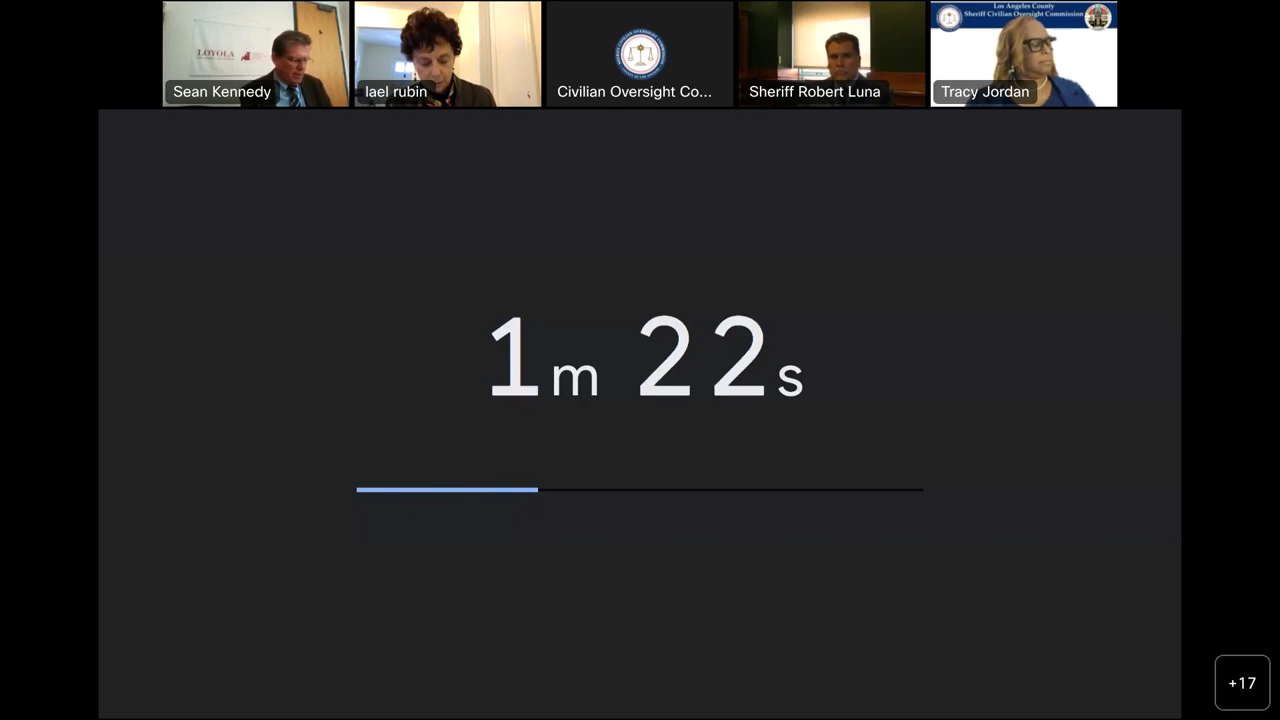 LOYOLA
Sean Kennedy
lael rubin
Civilian Oversight Co...
Sheriff Robert Luna
Los Angeles County
Sheriff Civilian Oversight Commission
Tracy Jordan
1m 22s
+17